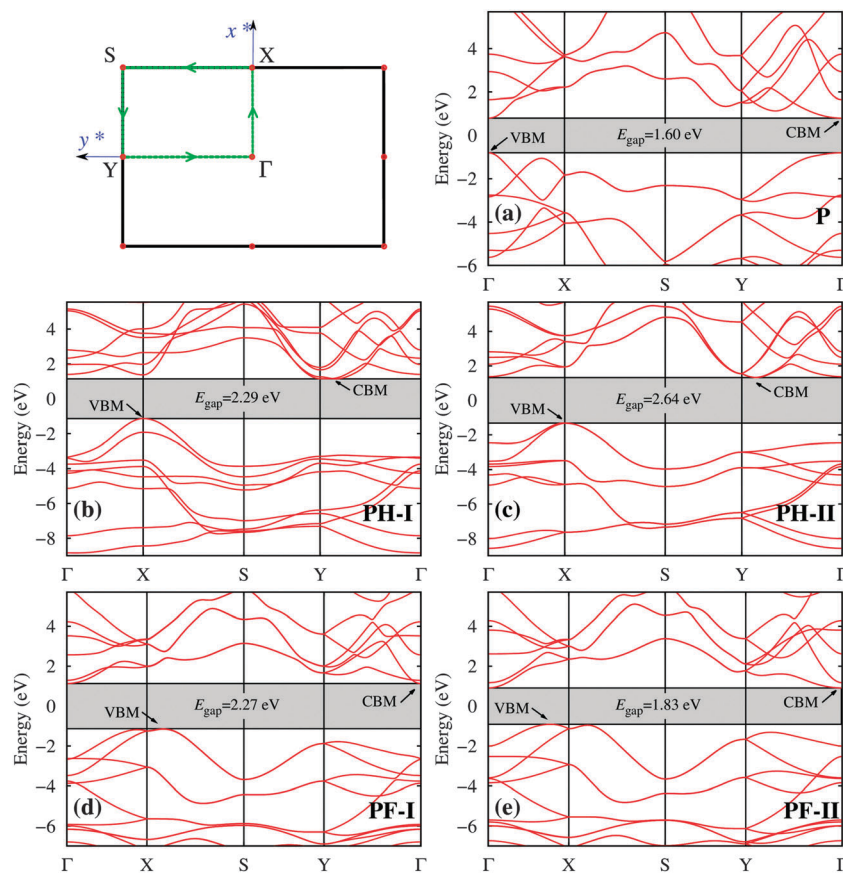 x *
S
X
y *
Y
Γ
Energy (eV)
4
2
0
−2
−4
−6
VBM
E_gap=1.60 eV
CBM
(a)
P
Γ
X
S
Y
Γ
Energy (eV)
4
2
0
−2
−4
−6
−8
E_gap=2.29 eV
CBM
VBM
(b)
PH-I
Γ
X
S
Y
Γ
Energy (eV)
4
2
0
−2
−4
−6
−8
E_gap=2.64 eV
CBM
VBM
(c)
PH-II
Γ
X
S
Y
Γ
Energy (eV)
4
2
0
−2
−4
−6
E_gap=2.27 eV
CBM
VBM
(d)
PF-I
Γ
X
S
Y
Γ
Energy (eV)
4
2
0
−2
−4
−6
E_gap=1.83 eV
CBM
VBM
(e)
PF-II
Γ
X
S
Y
Γ